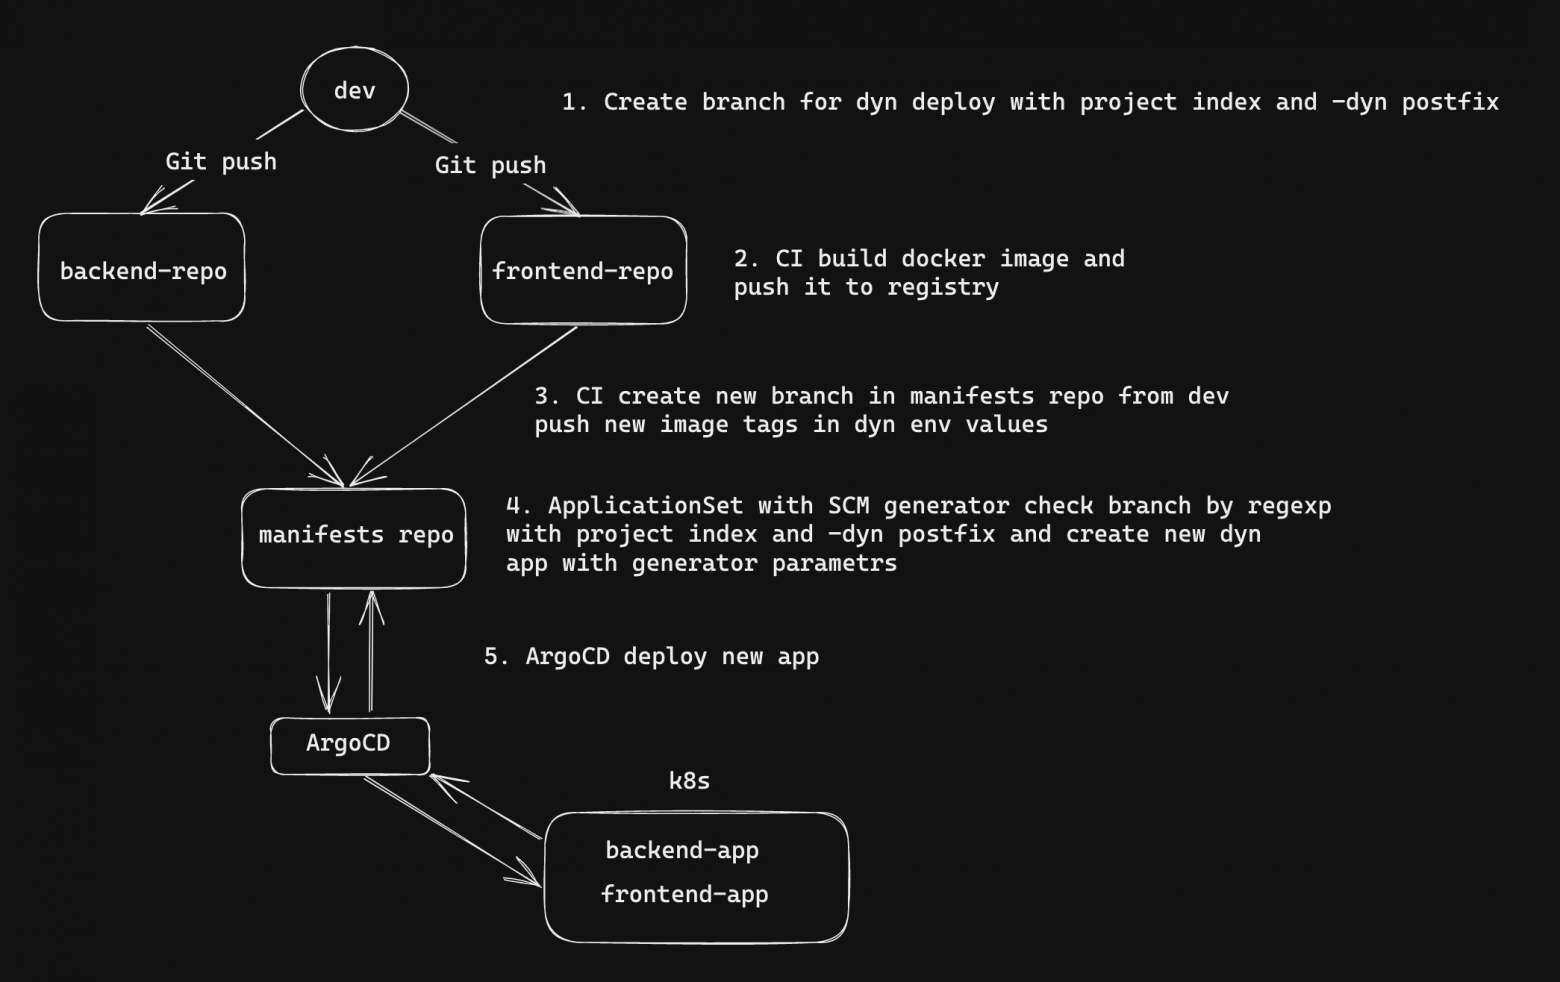 dev
1. Create branch for dyn deploy with project index and -dyn postfix
Git push
Git push
backend-repo
frontend-repo
2. CI build docker image and
push it to registry
3. CI create new branch in manifests repo from dev
push new image tags in dyn env values
manifests repo
4. ApplicationSet with SCM generator check branch by regexp
with project index and -dyn postfix and create new dyn
app with generator parametrs
5. ArgoCD deploy new app
ArgoCD
k8s
backend-app
frontend-app